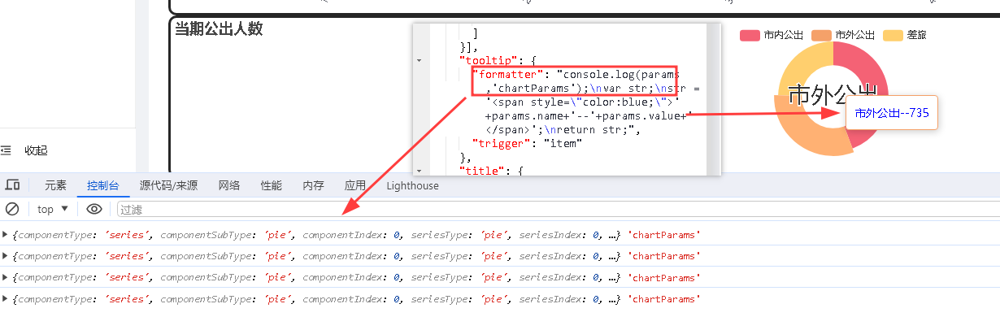 当期公出人数
]
}],
"tooltip": {
"formatter": "console.log(params
,'chartParams');\nvar str;\nstr =
'<span style=\"color:blue;\">'
+params.name+'--'+params.value+'
</span>';\nreturn str;",
"trigger": "item"
},
"title": {
市内公出 市外公出 差旅
市外公出
市外公出--735
收起
元素 控制台 源代码/来源 网络 性能 内存 应用 Lighthouse
top 过滤
{componentType: 'series', componentSubType: 'pie', componentIndex: 0, seriesType: 'pie', seriesIndex: 0, …} 'chartParams'
{componentType: 'series', componentSubType: 'pie', componentIndex: 0, seriesType: 'pie', seriesIndex: 0, …} 'chartParams'
{componentType: 'series', componentSubType: 'pie', componentIndex: 0, seriesType: 'pie', seriesIndex: 0, …} 'chartParams'
{componentType: 'series', componentSubType: 'pie', componentIndex: 0, seriesType: 'pie', seriesIndex: 0, …} 'chartParams'